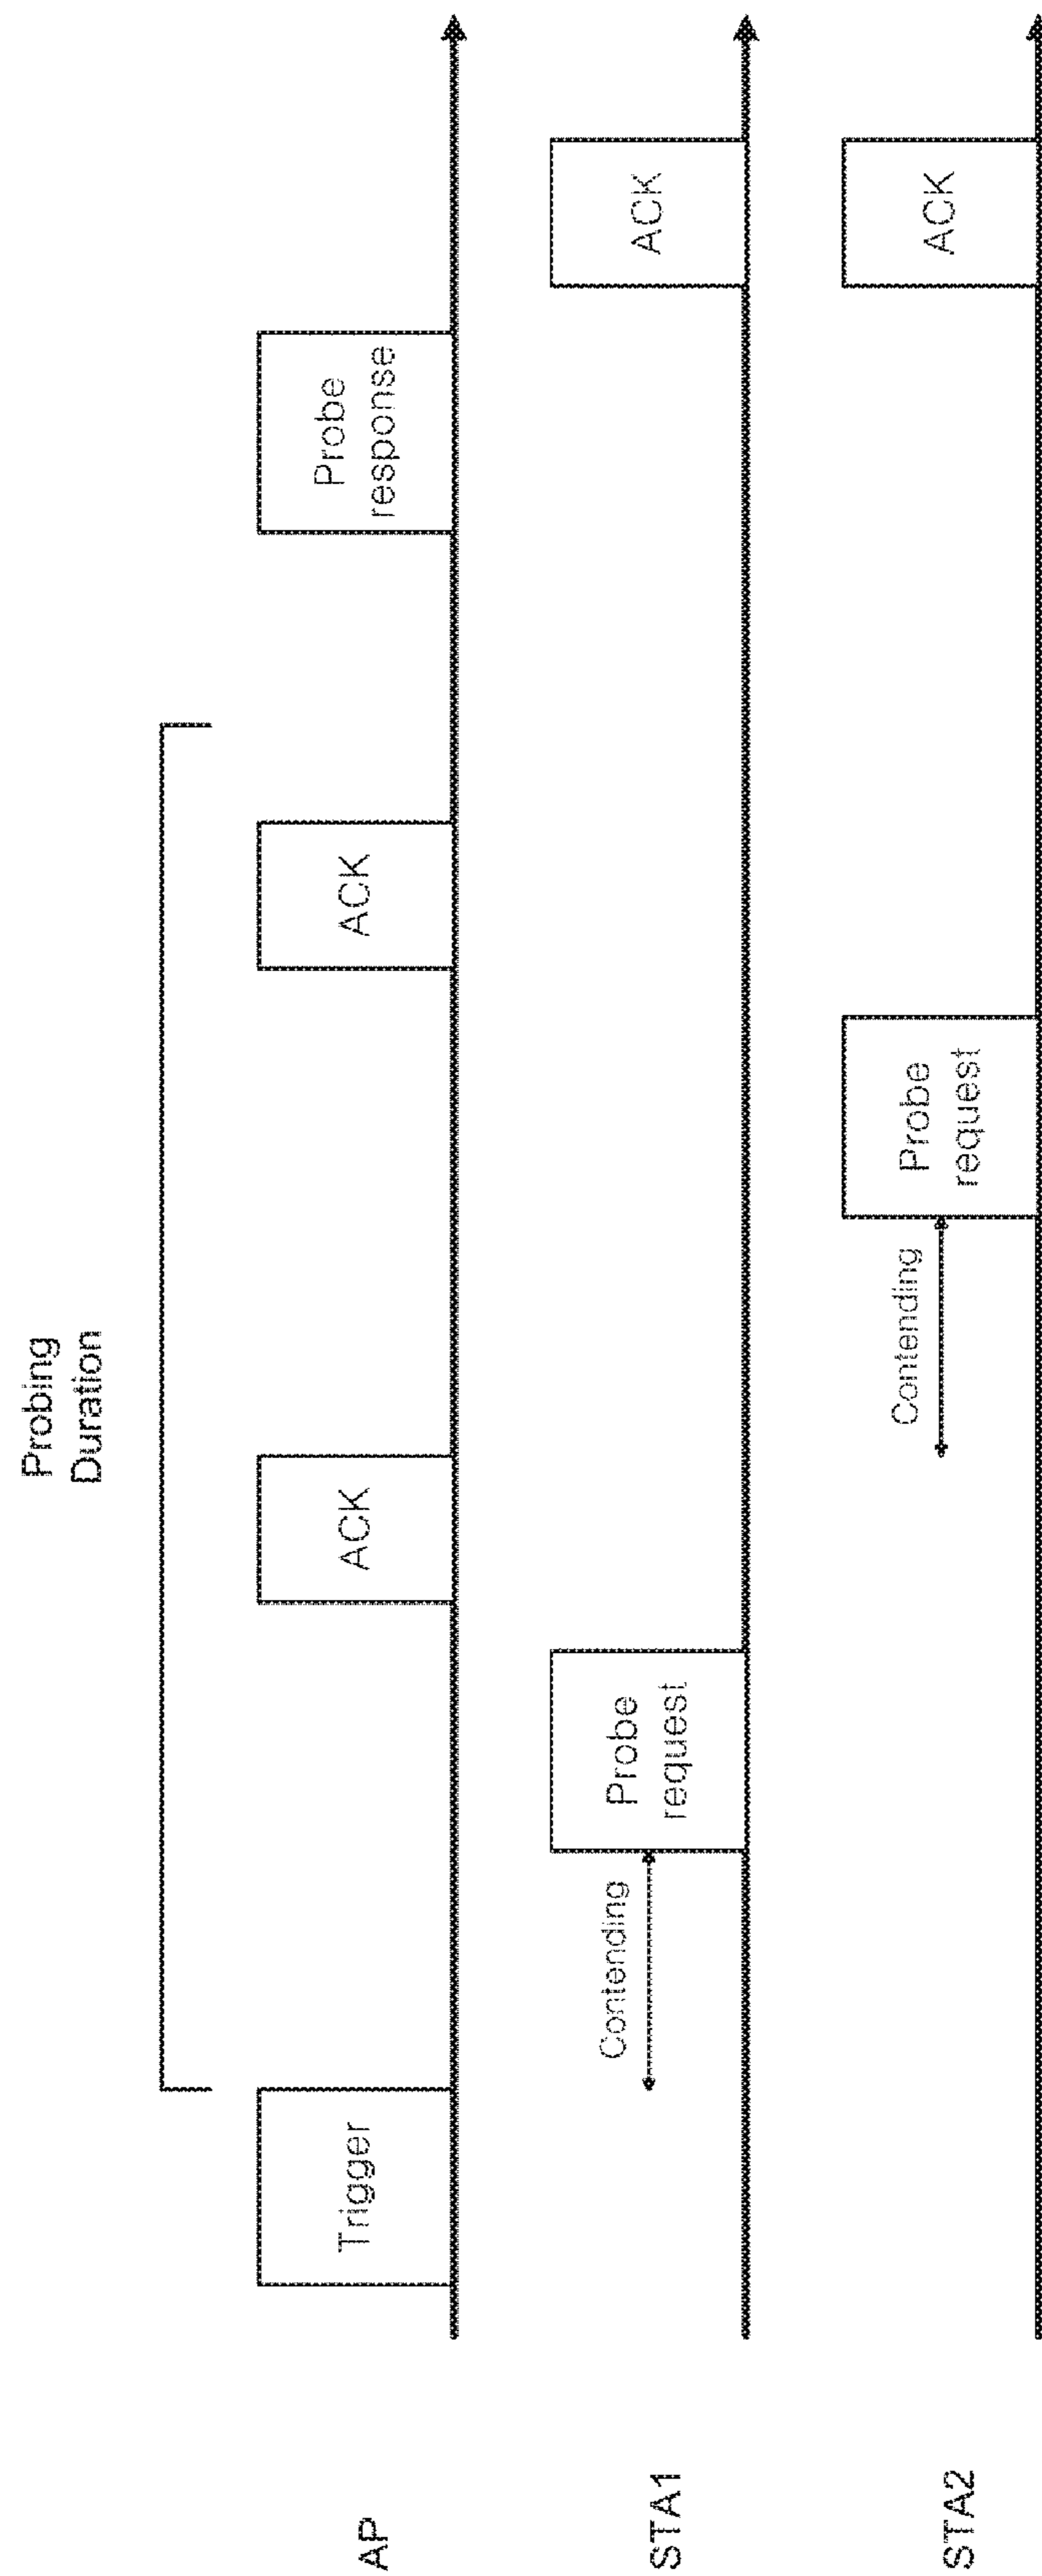 Probing
Duration
AP
Trigger
ACK
ACK
Probe
response
STA1
Contending
Probe
request
ACK
STA2
Contending
Probe
request
ACK